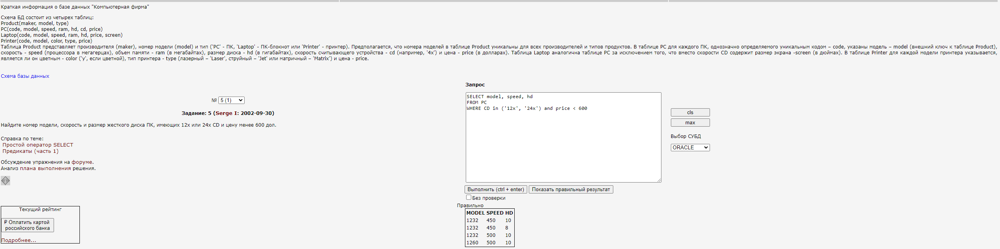 Краткая информация о базе данных "Компьютерная фирма"
Схема БД состоит из четырех таблиц:
Product(maker, model, type)
PC(code, model, speed, ram, hd, cd, price)
Laptop(code, model, speed, ram, hd, price, screen)
Printer(code, model, color, type, price)
Таблица Product представляет производителя (maker), номер модели (model) и тип ('PC' - ПК, 'Laptop' - ПК-блокнот или 'Printer' - принтер). Предполагается, что номера моделей в таблице Product уникальны для всех производителей и типов продуктов. В таблице PC для каждого ПК, однозначно определяемого уникальным кодом – code, указаны модель – model (внешний ключ к таблице Product),
скорость - speed (процессора в мегагерцах), объем памяти - ram (в мегабайтах), размер диска - hd (в гигабайтах), скорость считывающего устройства - cd (например, '4x') и цена - price (в долларах). Таблица Laptop аналогична таблице РС за исключением того, что вместо скорости CD содержит размер экрана -screen (в дюймах). В таблице Printer для каждой модели принтера указывается,
является ли он цветным - color ('y', если цветной), тип принтера - type (лазерный – 'Laser', струйный – 'Jet' или матричный – 'Matrix') и цена - price.
Схема базы данных
№ 5 (1)
Задание: 5 (Serge I: 2002-09-30)
Найдите номер модели, скорость и размер жесткого диска ПК, имеющих 12x или 24x CD и цену менее 600 дол.
Справка по теме:
Простой оператор SELECT
Предикаты (часть 1)
Обсуждение упражнения на форуме.
Анализ плана выполнения решения.
i
Текущий рейтинг
₽ Оплатить картой
российского банка
Подробнее...
Запрос
SELECT model, speed, hd
FROM PC
WHERE CD in ('12x', '24x') and price < 600
cls
max
Выбор СУБД
ORACLE
Выполнить (ctrl + enter) Показать правильный результат
Без проверки
Правильно
MODEL SPEED HD
1232 450 10
1232 450 8
1232 500 10
1260 500 10